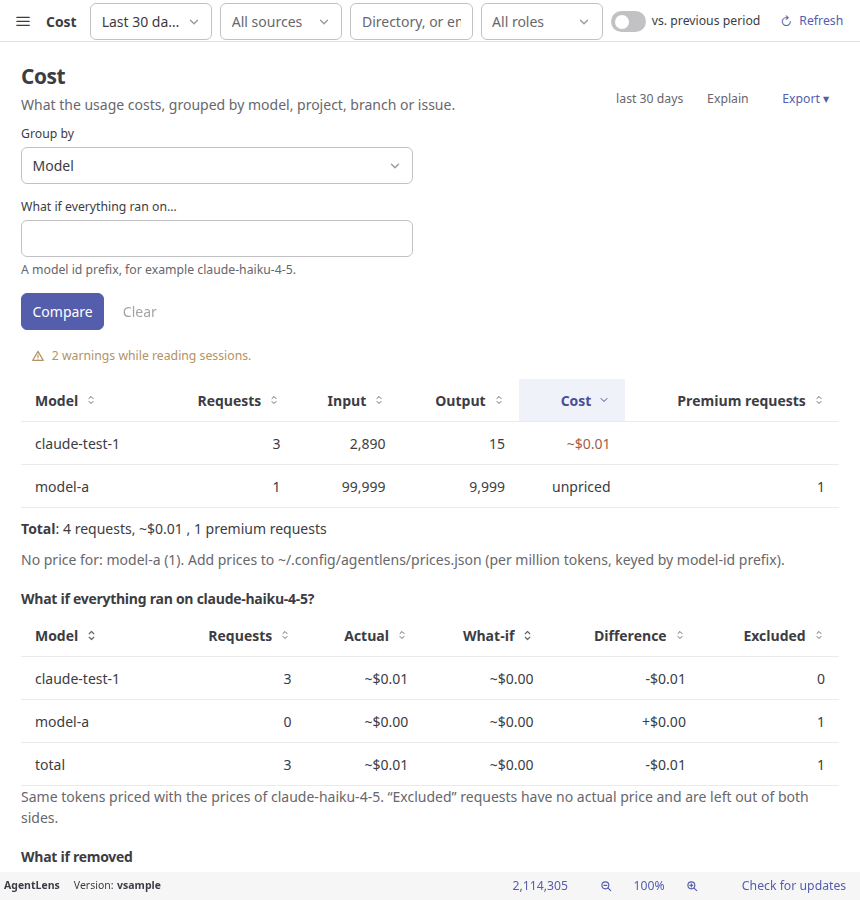 Cost
Last 30 da...
All sources
Directory, or er
All roles
vs. previous period
Refresh
Cost
What the usage costs, grouped by model, project, branch or issue.
last 30 days
Explain
Export ▾
Group by
Model
What if everything ran on...
A model id prefix, for example claude-haiku-4-5.
Compare
Clear
2 warnings while reading sessions.
Model Requests Input Output Cost Premium requests
claude-test-1 3 2,890 15 ~$0.01
model-a 1 99,999 9,999 unpriced 1
Total: 4 requests, ~$0.01 , 1 premium requests
No price for: model-a (1). Add prices to ~/.config/agentlens/prices.json (per million tokens, keyed by model-id prefix).
What if everything ran on claude-haiku-4-5?
Model Requests Actual What-if Difference Excluded
claude-test-1 3 ~$0.01 ~$0.00 -$0.01 0
model-a 0 ~$0.00 ~$0.00 +$0.00 1
total 3 ~$0.01 ~$0.00 -$0.01 1
Same tokens priced with the prices of claude-haiku-4-5. “Excluded” requests have no actual price and are left out of both
sides.
What if removed
AgentLens Version: vsample 2,114,305 100% Check for updates